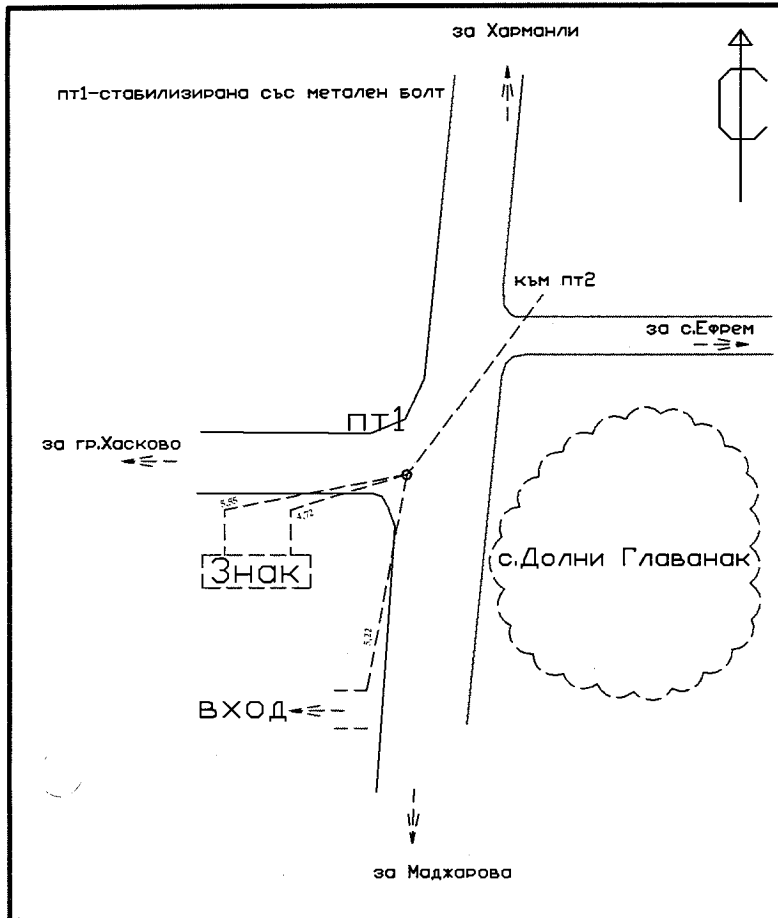 за Харманли
пт1-стабилизирана със метален болт
С
към пт2
за с.Ефрем
ПТ1
за гр.Хасково
5,55
4,72
Знак
с.Долни Главанак
5,22
ВХОД
за Маджарова